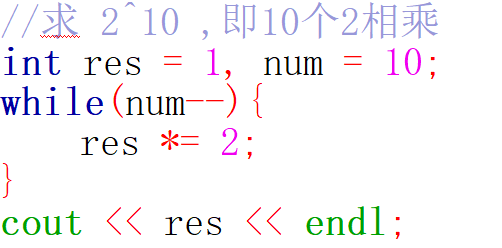 //求 2^10 ,即10个2相乘
int res = 1, num = 10;
while(num--){
    res *= 2;
}
cout << res << endl;